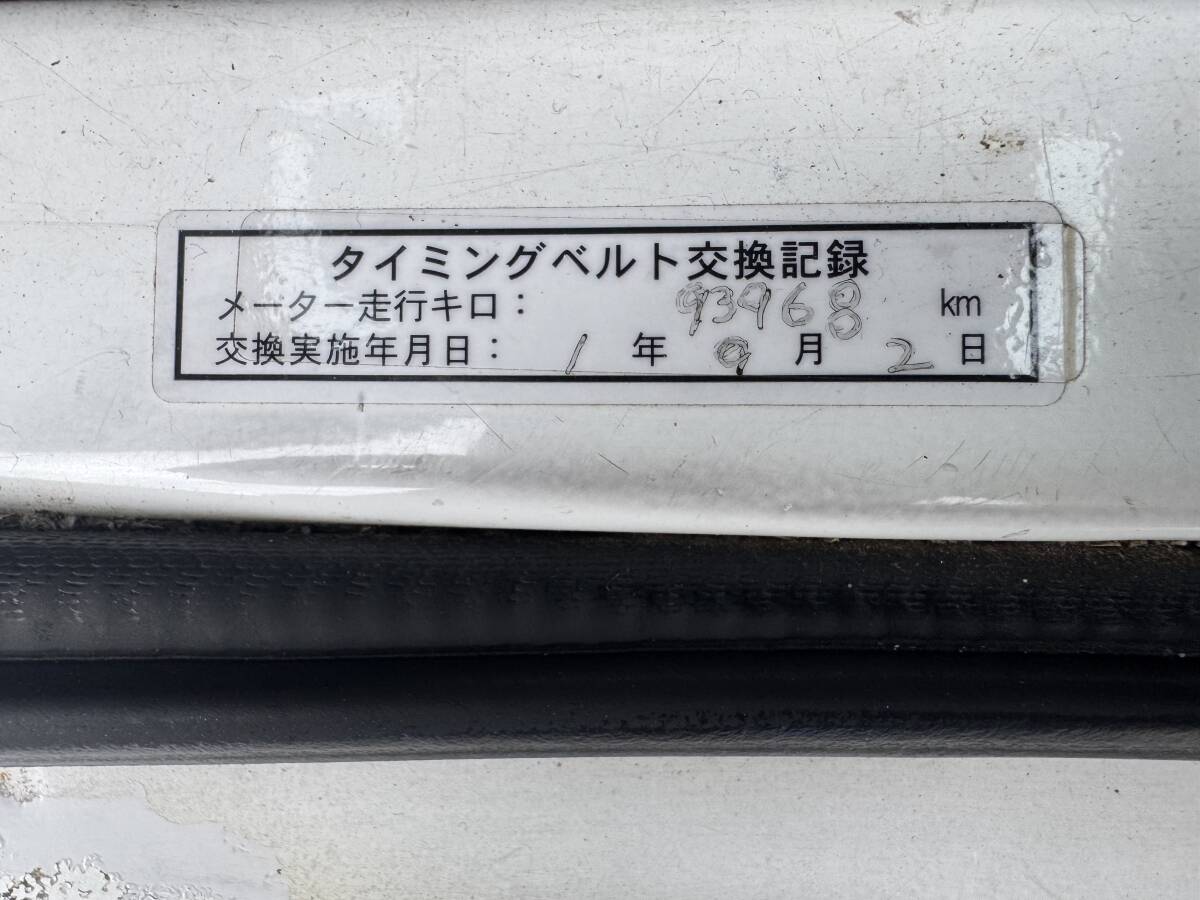 タイミングベルト交換記録
メーター走行キロ: 93968 km
交換実施年月日: 1 年 9 月 2 日